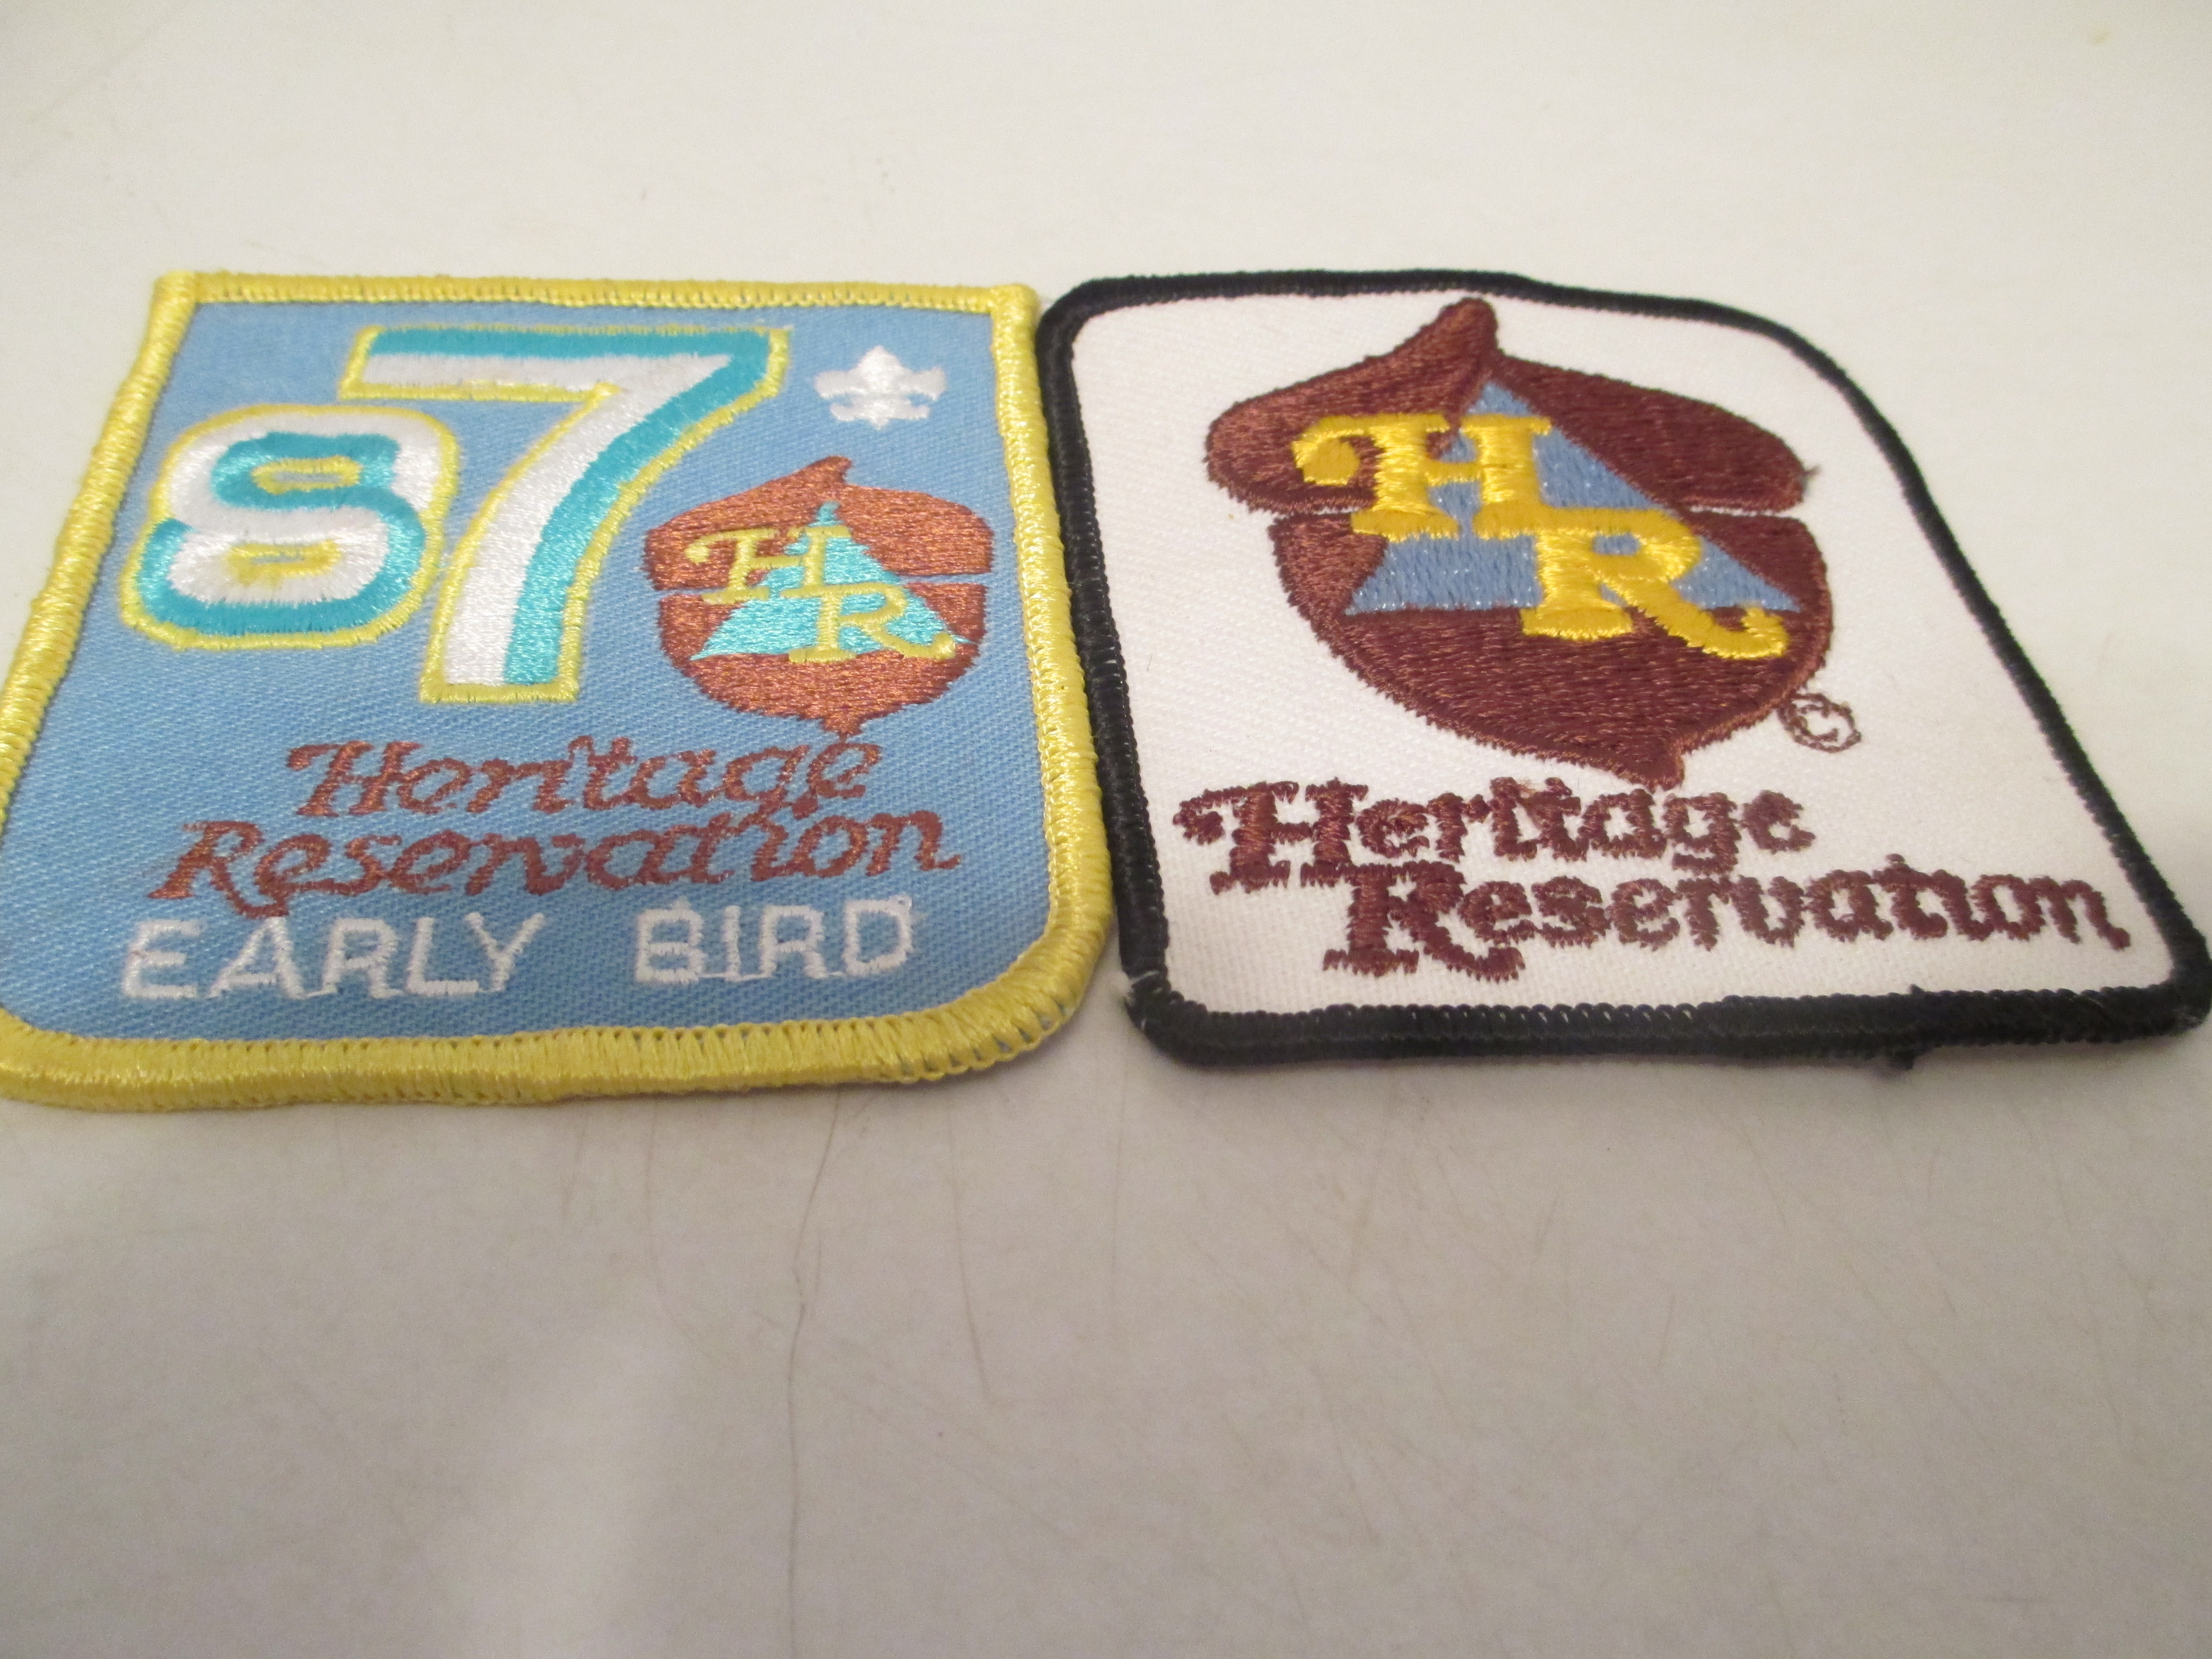 87
HR
Heritage
Reservation
EARLY BIRD
HR
©
Heritage
Reservation